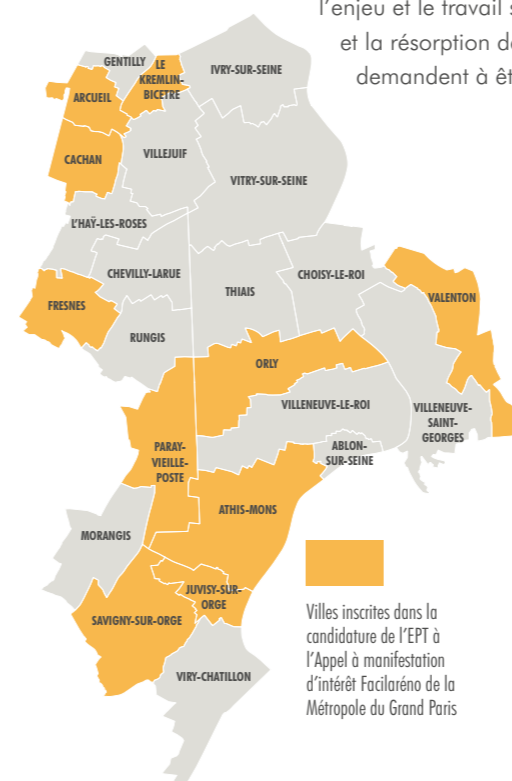 l'enjeu et le travail s
et la résorption de
demandent à êt
GENTILLY
LE
KREMLIN-
BICETRE
IVRY-SUR-SEINE
ARCUEIL
CACHAN
VILLEJUIF
VITRY-SUR-SEINE
L'HAŸ-LES-ROSES
CHEVILLY-LARUE
THIAIS
CHOISY-LE-ROI
FRESNES
VALENTON
RUNGIS
ORLY
VILLENEUVE-LE-ROI
VILLENEUVE-
SAINT-
GEORGES
PARAY-
VIEILLE-
POSTE
ABLON-
SUR-SEINE
ATHIS-MONS
MORANGIS
JUVISY-SUR-
ORGE
SAVIGNY-SUR-ORGE
VIRY-CHATILLON
Villes inscrites dans la
candidature de l'EPT à
l'Appel à manifestation
d'intérêt Facilaréno de la
Métropole du Grand Paris